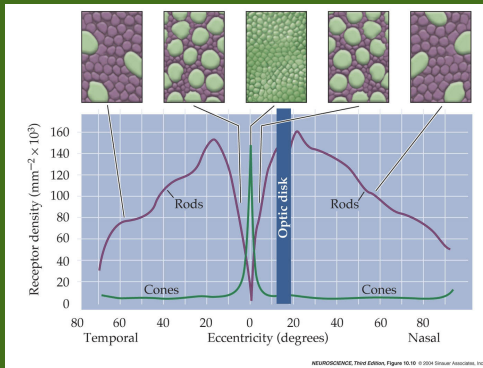 Receptor density (mm⁻² × 10³)
160
140
120
100
80
60
40
20
0
Rods
Rods
Optic disk
Cones
Cones
80 60 40 20 0 20 40 60 80
Temporal Eccentricity (degrees) Nasal
NEUROSCIENCE, Third Edition, Figure 10.10 © 2004 Sinauer Associates, Inc.